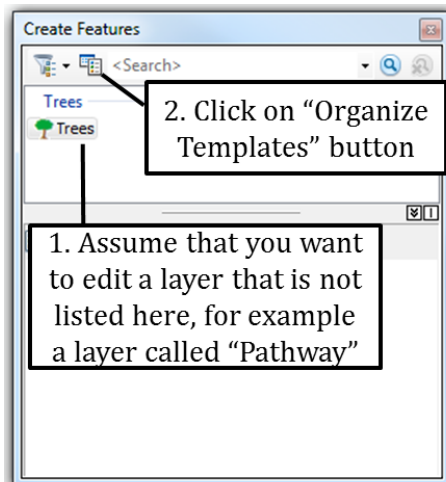 Create Features
<Search>
Trees
Trees
2. Click on “Organize
Templates” button
1. Assume that you want
to edit a layer that is not
listed here, for example
a layer called “Pathway”